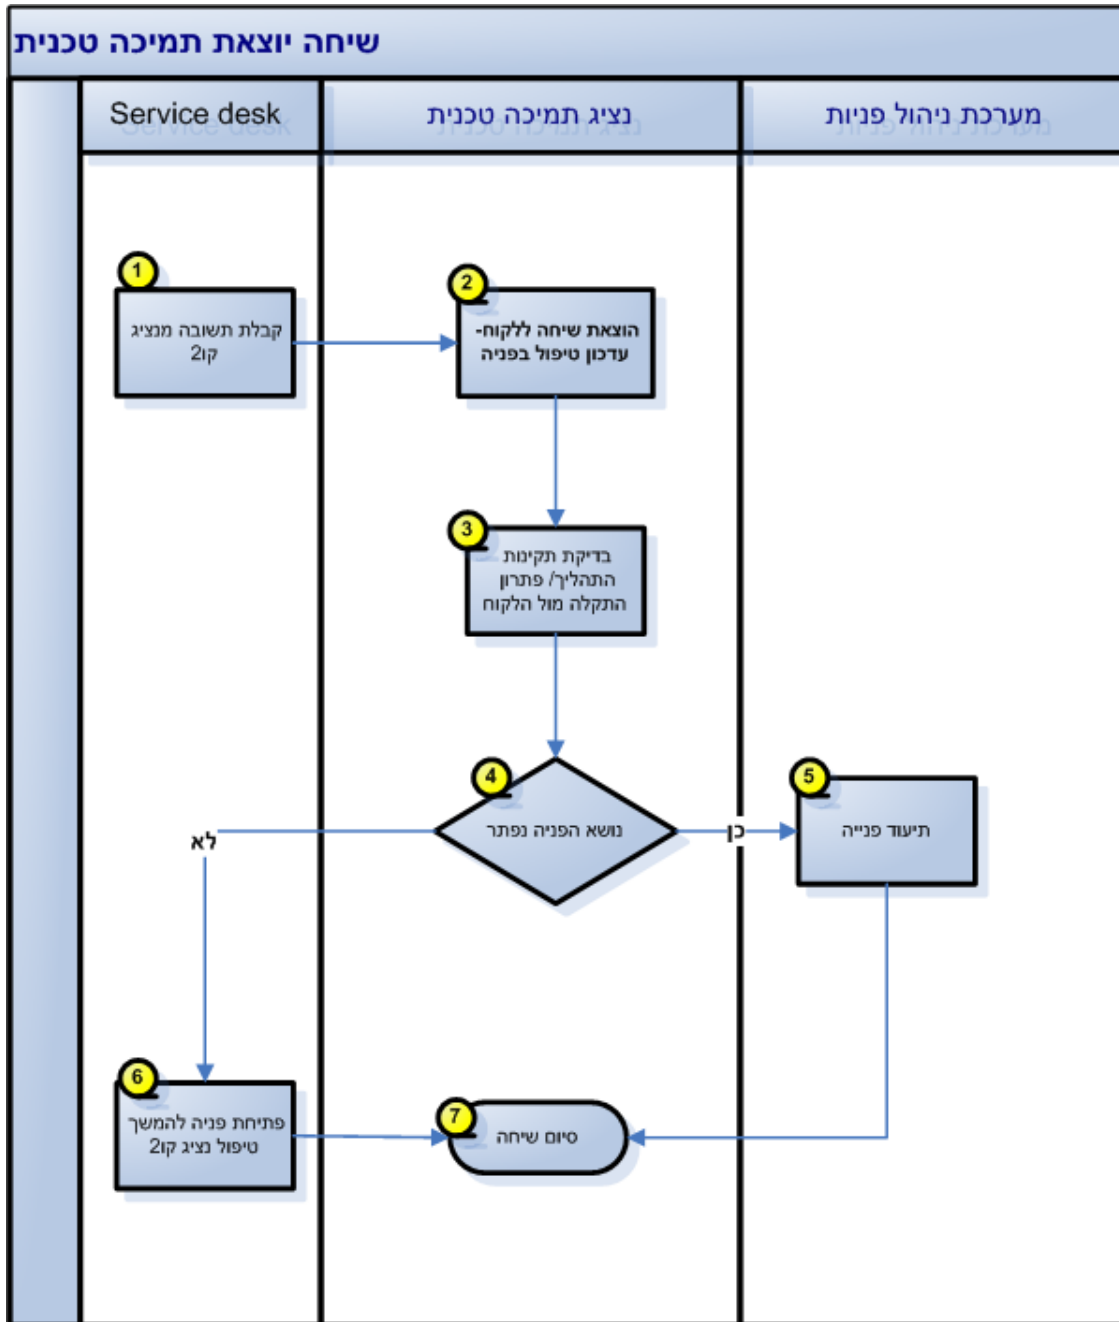 שיחה יוצאת תמיכה טכנית
Service desk
נציג תמיכה טכנית
מערכת ניהול פניות
1
קבלת תשובה מנציג
קו2
2
הוצאת שיחה ללקוח-
עדכון טיפול בפניה
3
בדיקת תקינות
התהליך/ פתרון
התקלה מול הלקוח
4
נושא הפניה נפתר
כן
לא
5
תיעוד פנייה
6
פתיחת פניה להמשך
טיפול נציג קו2
7
סיום שיחה